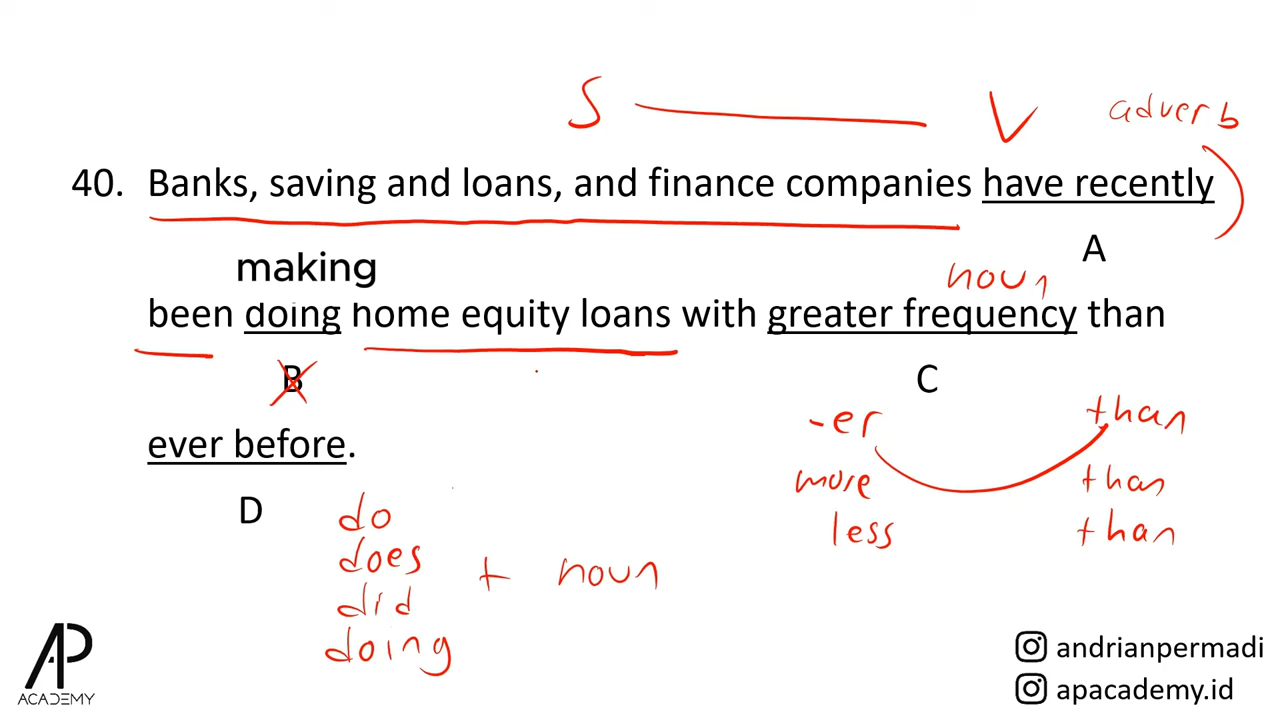 S V adverb
40. Banks, saving and loans, and finance companies have recently
A
making noun
been doing home equity loans with greater frequency than
B C
-er than
ever before.
more than
D do
less than
does
+ noun
did
doing
AP
ACADEMY
andrianpermadi
apacademy.id